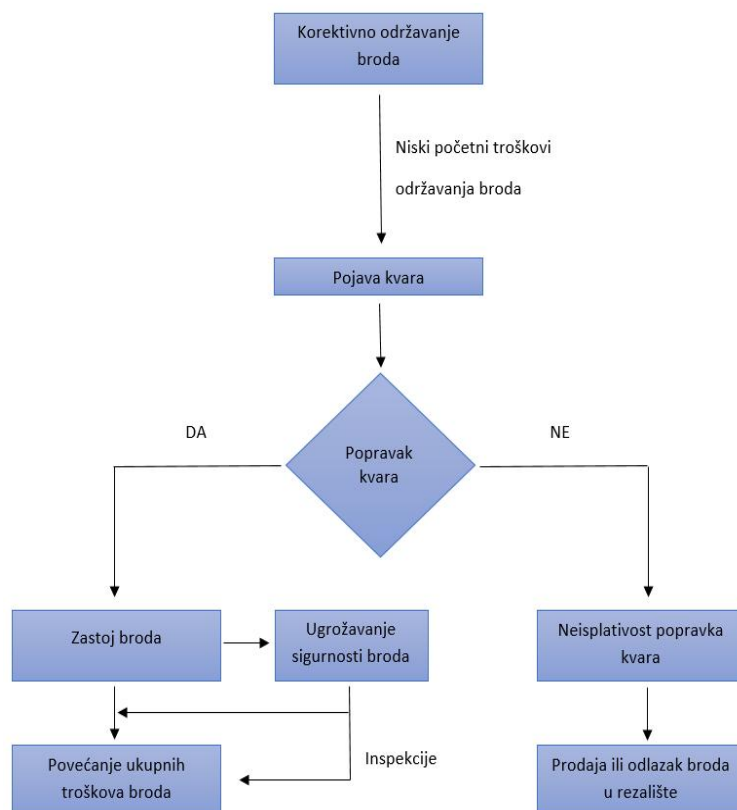 Korektivno održavanje
broda
Niski početni troškovi
održavanja broda
Pojava kvara
DA
NE
Popravak
kvara
Zastoj broda
Ugrožavanje
sigurnosti broda
Neisplativost popravka
kvara
Povećanje ukupnih
troškova broda
Inspekcije
Prodaja ili odlazak broda
u rezalište